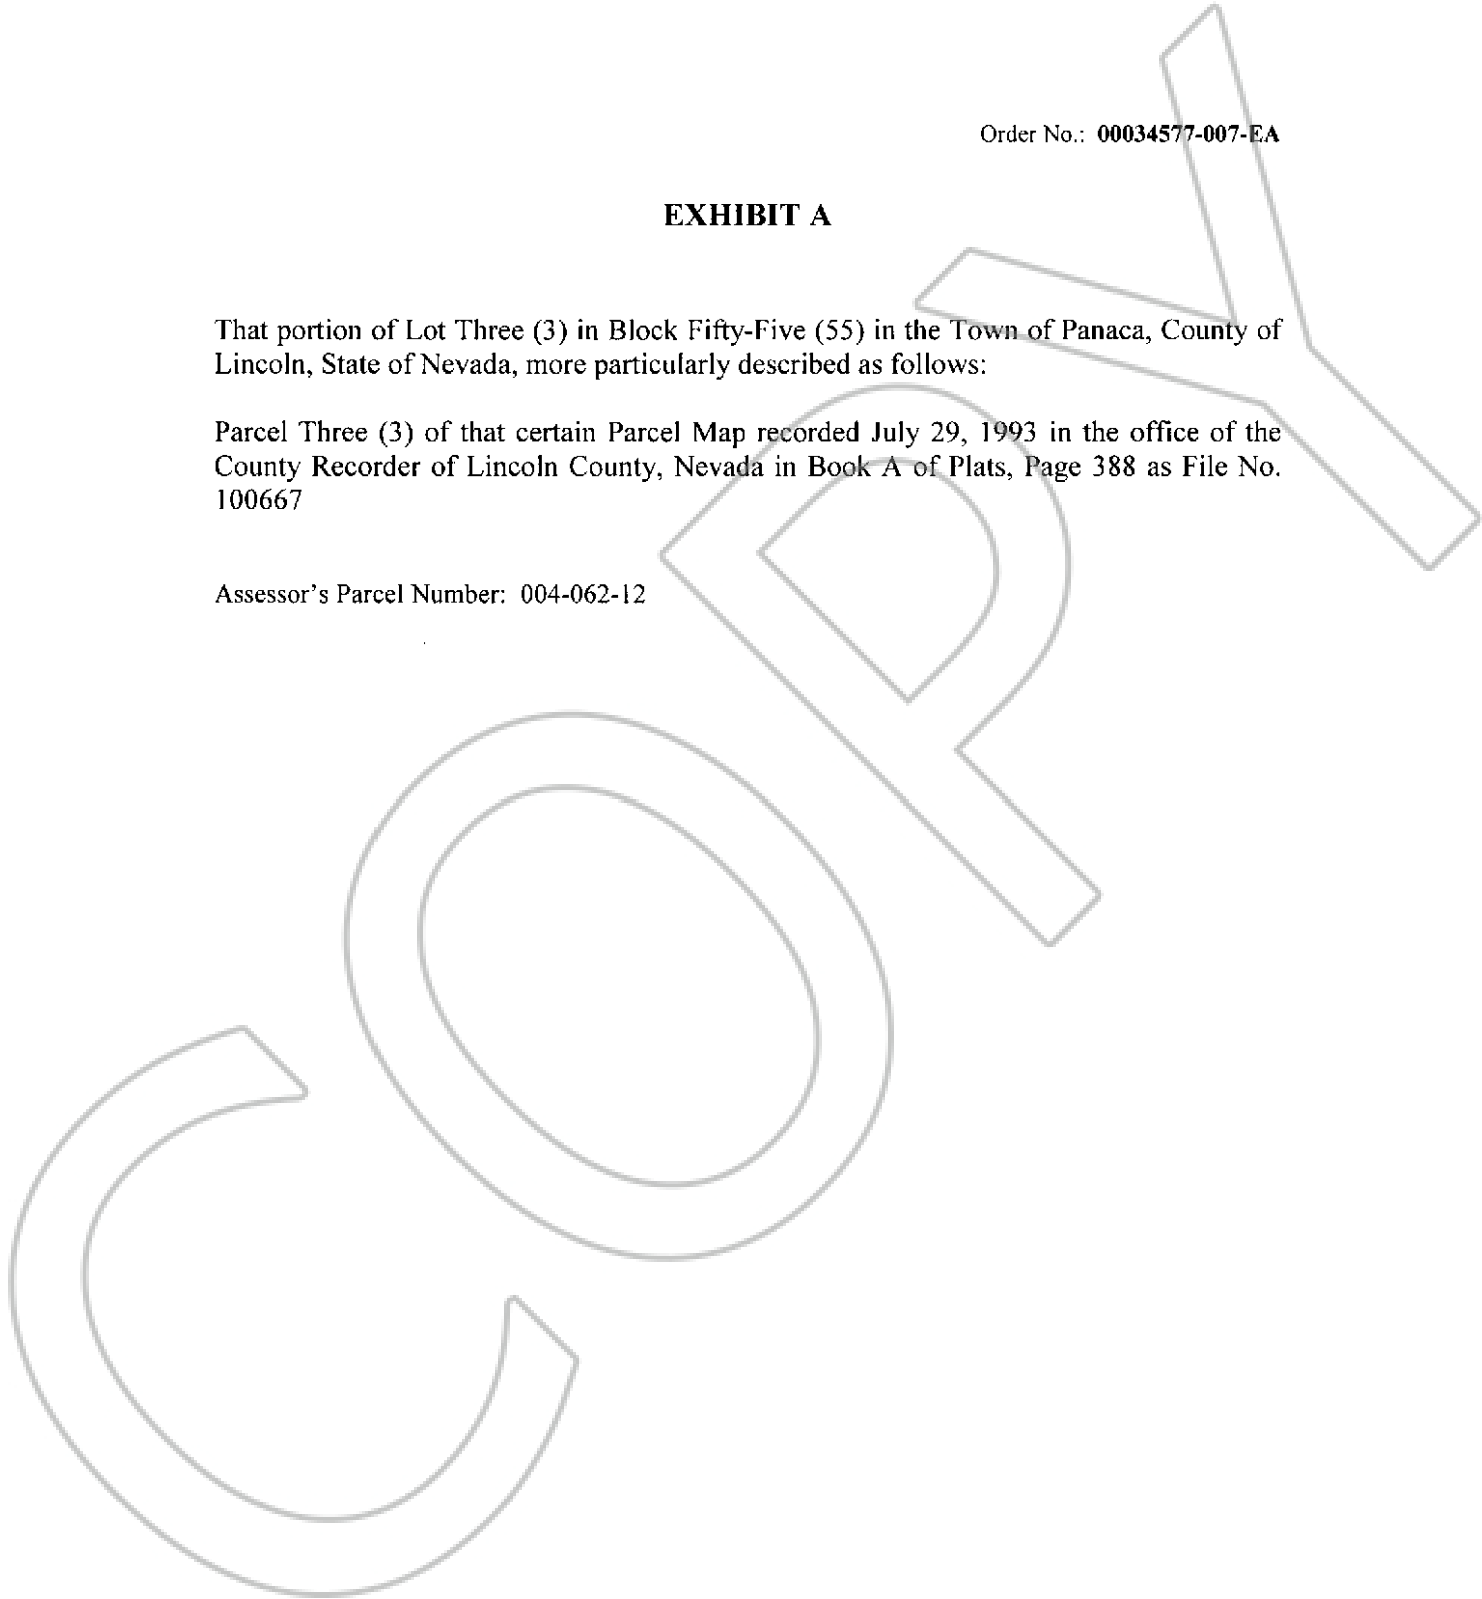 Order No.: 00034577-007-EA
EXHIBIT A
That portion of Lot Three (3) in Block Fifty-Five (55) in the Town of Panaca, County of
Lincoln, State of Nevada, more particularly described as follows:
Parcel Three (3) of that certain Parcel Map recorded July 29, 1993 in the office of the
County Recorder of Lincoln County, Nevada in Book A of Plats, Page 388 as File No.
100667
Assessor's Parcel Number: 004-062-12
COPY